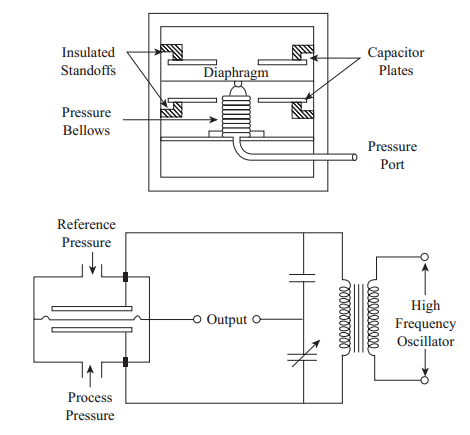 Insulated
Standoffs
Diaphragm
Capacitor
Plates
Pressure
Bellows
Pressure
Port
Reference
Pressure
Output
High
Frequency
Oscillator
Process
Pressure